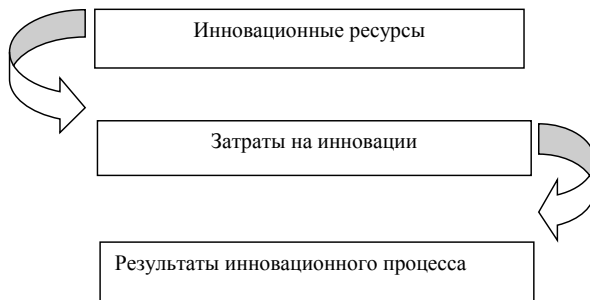 Инновационные ресурсы
Затраты на инновации
Результаты инновационного процесса